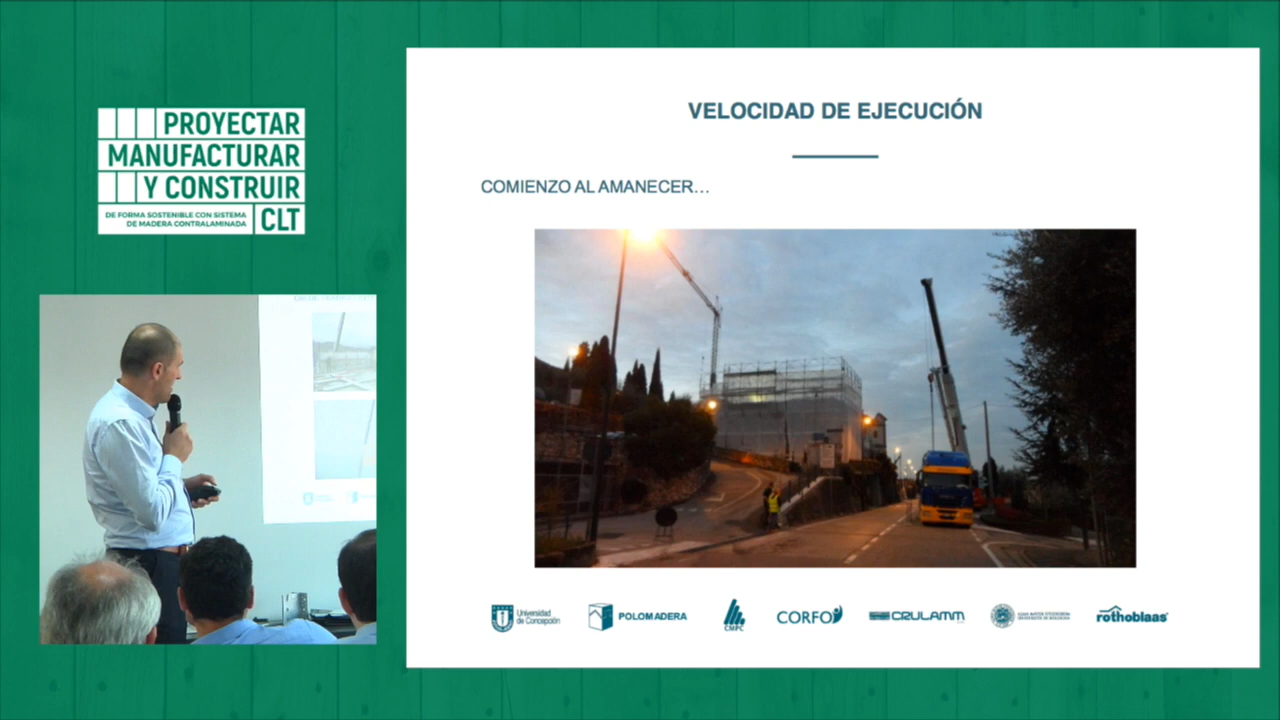 PROYECTAR
MANUFACTURAR
Y CONSTRUIR
DE FORMA SOSTENIBLE CON SISTEMA
DE MADERA CONTRALAMINADA
CLT
VELOCIDAD DE EJECUCIÓN
COMIENZO AL AMANECER...
Universidad
de Concepción
POLOMADERA
CMPC
CORFO
CRULAMM
rothoblaas